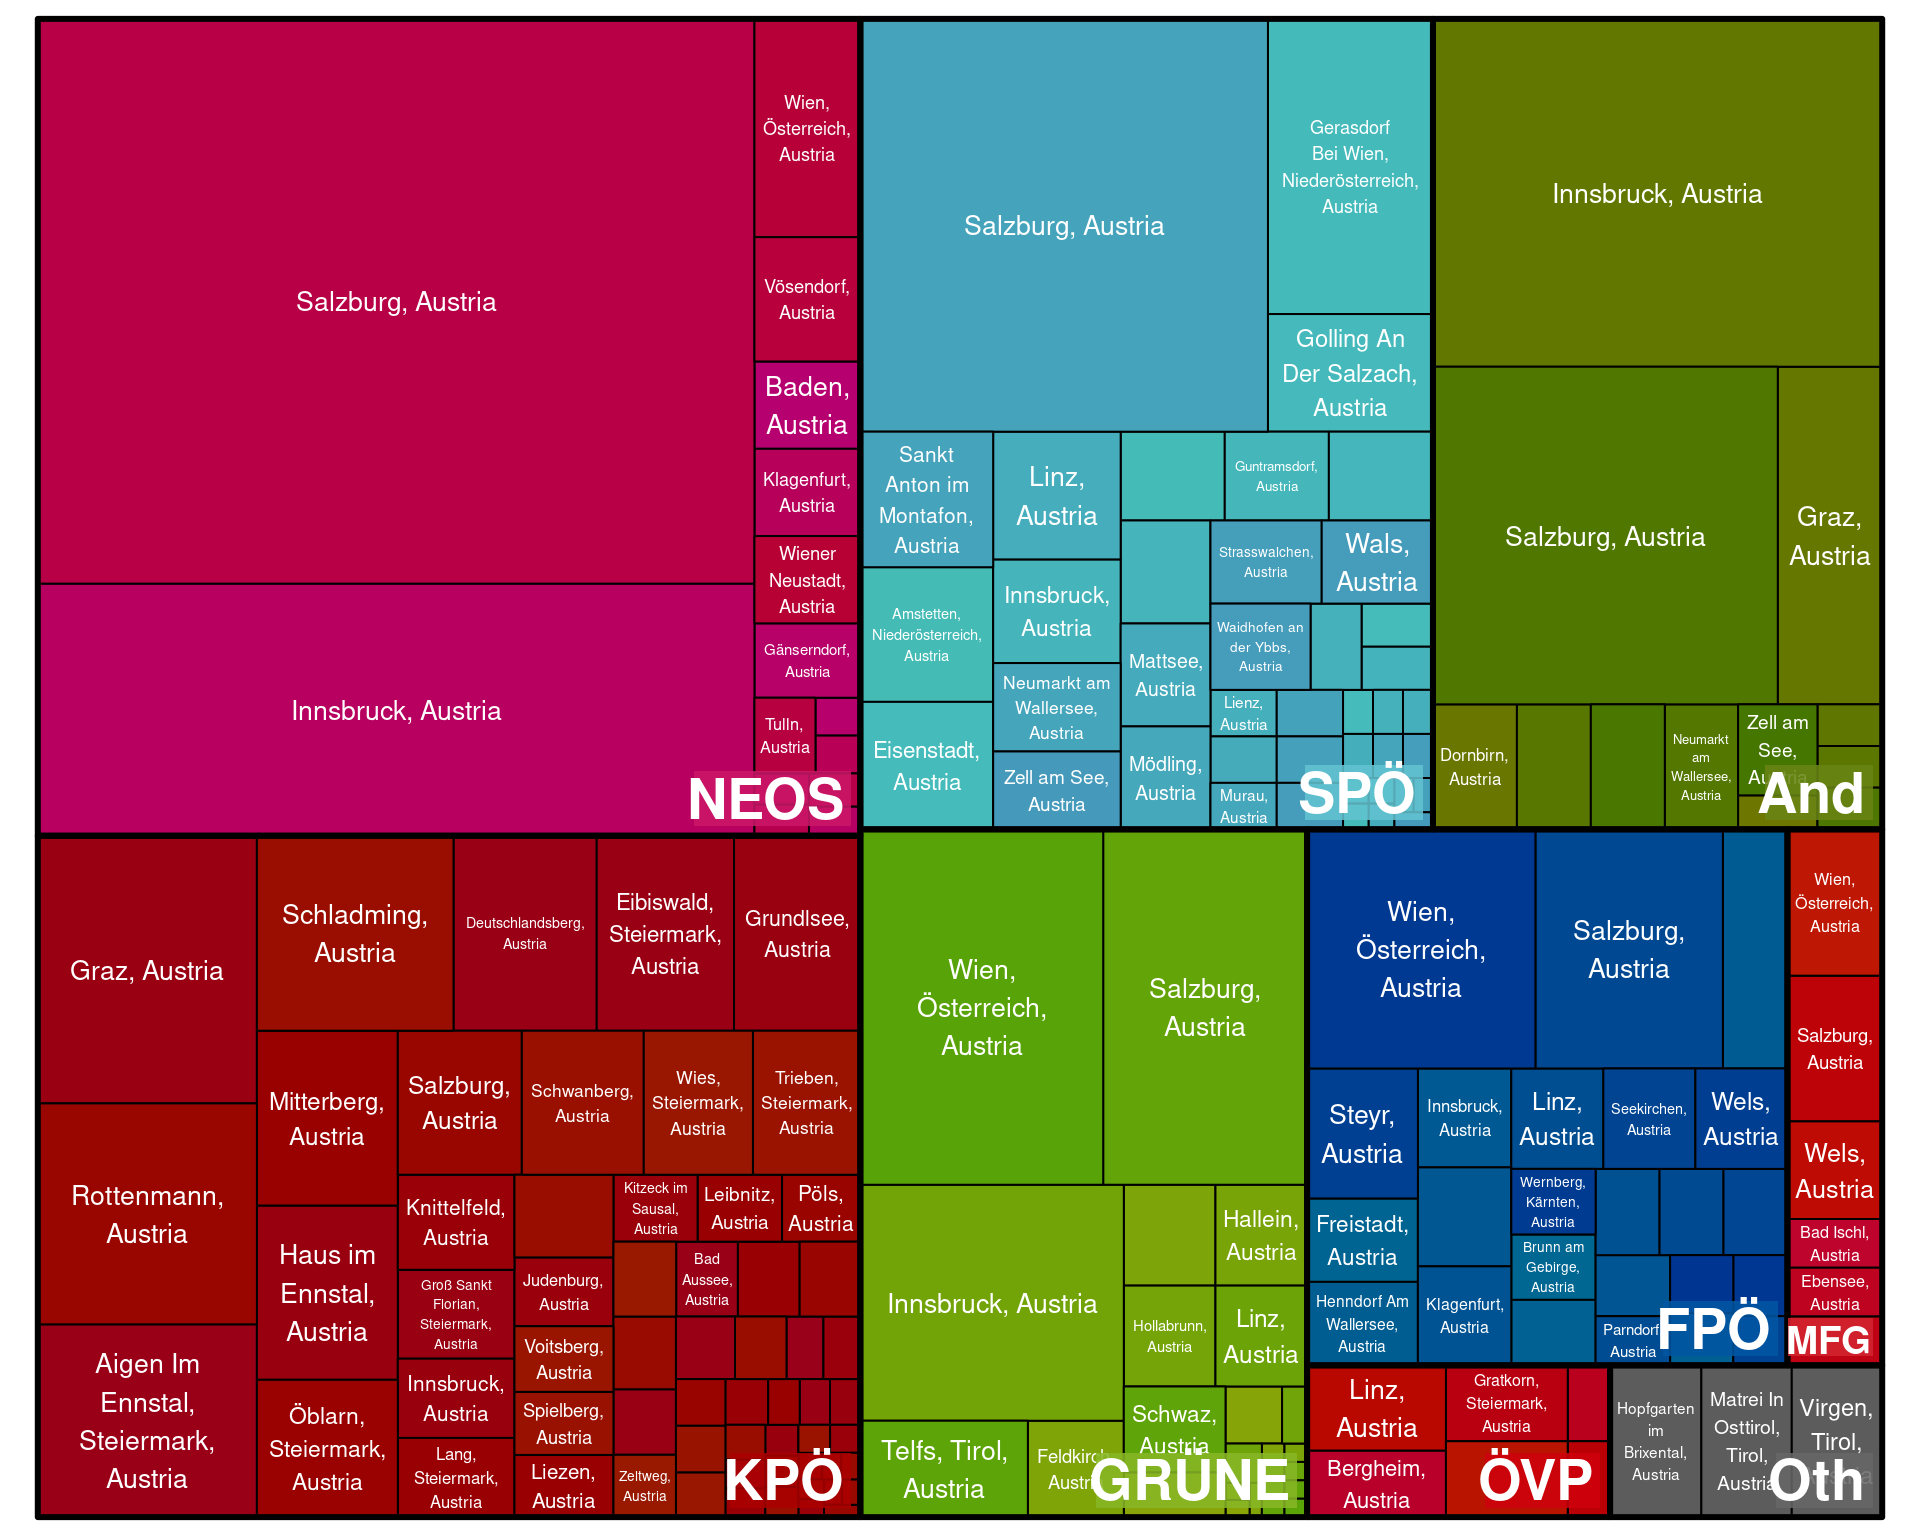 Salzburg, Austria
Innsbruck, Austria
Wien,
Österreich,
Austria
Vösendorf,
Austria
Baden,
Austria
Klagenfurt,
Austria
Wiener
Neustadt,
Austria
Gänserndorf,
Austria
Tulln,
Austria
NEOS
Salzburg, Austria
Gerasdorf
Bei Wien,
Niederösterreich,
Austria
Golling An
Der Salzach,
Austria
Sankt
Anton im
Montafon,
Austria
Amstetten,
Niederösterreich,
Austria
Eisenstadt,
Austria
Linz,
Austria
Innsbruck,
Austria
Neumarkt am
Wallersee,
Austria
Zell am See,
Austria
Guntramsdorf,
Austria
Mattsee,
Austria
Mödling,
Austria
Strasswalchen,
Austria
Wals,
Austria
Waidhofen an
der Ybbs,
Austria
Lienz,
Austria
Murau,
Austria
SPÖ
Innsbruck, Austria
Salzburg, Austria
Graz,
Austria
Dornbirn,
Austria
Neumarkt
am
Wallersee,
Austria
Zell am
See,
Austria
And
Graz, Austria
Rottenmann,
Austria
Aigen Im
Ennstal,
Steiermark,
Austria
Schladming,
Austria
Deutschlandsberg,
Austria
Eibiswald,
Steiermark,
Austria
Grundlsee,
Austria
Mitterberg,
Austria
Haus im
Ennstal,
Austria
Öblarn,
Steiermark,
Austria
Salzburg,
Austria
Schwanberg,
Austria
Wies,
Steiermark,
Austria
Trieben,
Steiermark,
Austria
Knittelfeld,
Austria
Groß Sankt
Florian,
Steiermark,
Austria
Innsbruck,
Austria
Lang,
Steiermark,
Austria
Judenburg,
Austria
Voitsberg,
Austria
Spielberg,
Austria
Liezen,
Austria
Kitzeck im
Sausal,
Austria
Leibnitz,
Austria
Pöls,
Austria
Bad
Aussee,
Austria
Zeltweg,
Austria
KPÖ
Wien,
Österreich,
Austria
Salzburg,
Austria
Innsbruck, Austria
Telfs, Tirol,
Austria
Feldkirch,
Austria
Hallein,
Austria
Hollabrunn,
Austria
Linz,
Austria
Schwaz,
Austria
GRÜNE
Wien,
Österreich,
Austria
Salzburg,
Austria
Steyr,
Austria
Freistadt,
Austria
Henndorf Am
Wallersee,
Austria
Innsbruck,
Austria
Klagenfurt,
Austria
Linz,
Austria
Seekirchen,
Austria
Wels,
Austria
Wernberg,
Kärnten,
Austria
Brunn am
Gebirge,
Austria
Parndorf,
Austria
FPÖ
Wien,
Österreich,
Austria
Salzburg,
Austria
Wels,
Austria
Bad Ischl,
Austria
Ebensee,
Austria
MFG
Linz,
Austria
Bergheim,
Austria
Gratkorn,
Steiermark,
Austria
ÖVP
Hopfgarten
im
Brixental,
Austria
Matrei In
Osttirol,
Tirol,
Austria
Virgen,
Tirol,
Austria
Oth